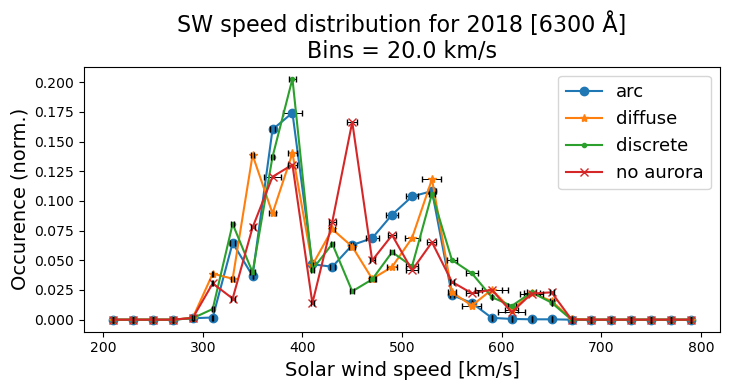 SW speed distribution for 2018 [6300 Å]
Bins = 20.0 km/s
Occurence (norm.)
0.200
0.175
0.150
0.125
0.100
0.075
0.050
0.025
0.000
arc
diffuse
discrete
no aurora
200 300 400 500 600 700 800
Solar wind speed [km/s]